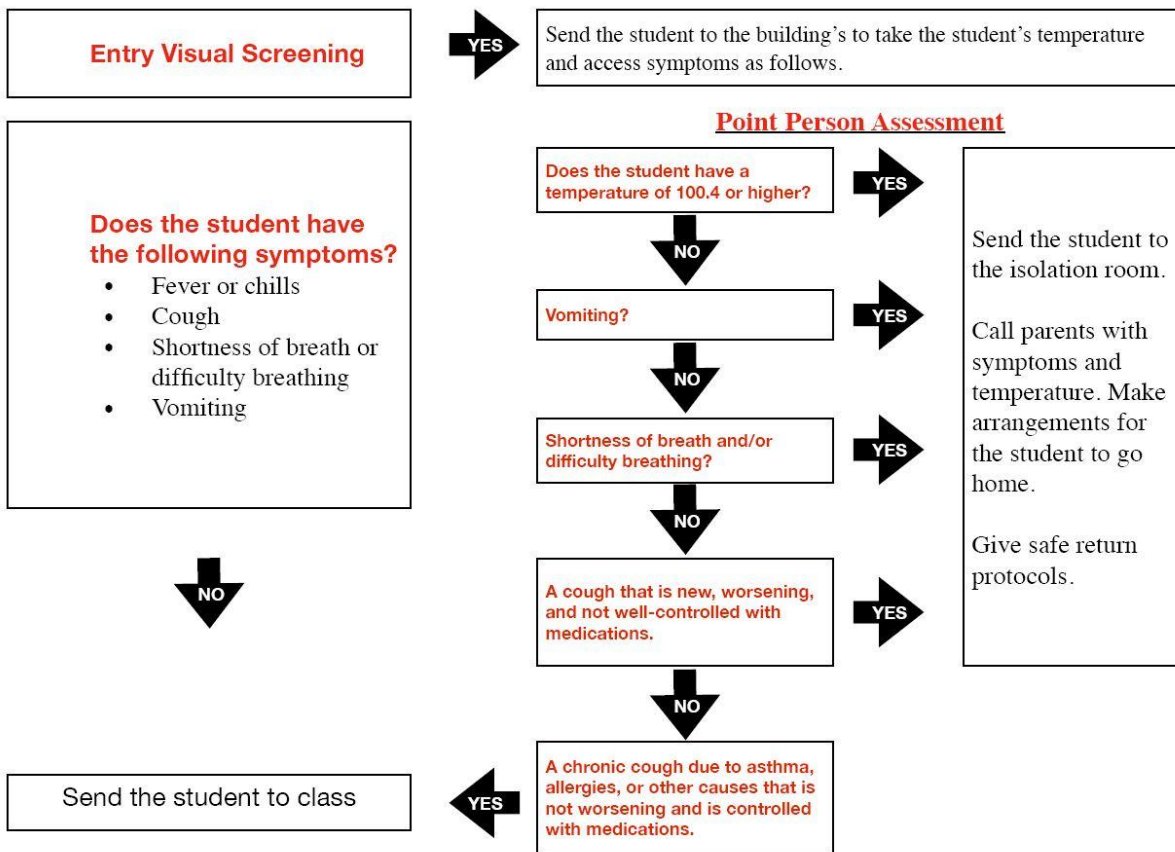 Entry Visual Screening
YES
Send the student to the building’s to take the student’s temperature
and access symptoms as follows.
Does the student have
the following symptoms?
• Fever or chills
• Cough
• Shortness of breath or
difficulty breathing
• Vomiting
NO
Point Person Assessment
Does the student have a
temperature of 100.4 or higher?
YES
NO
Vomiting?
YES
NO
Shortness of breath and/or
difficulty breathing?
YES
NO
A cough that is new, worsening,
and not well-controlled with
medications.
YES
NO
Send the student to
the isolation room.
Call parents with
symptoms and
temperature. Make
arrangements for
the student to go
home.
Give safe return
protocols.
A chronic cough due to asthma,
allergies, or other causes that is
not worsening and is controlled
with medications.
YES
Send the student to class